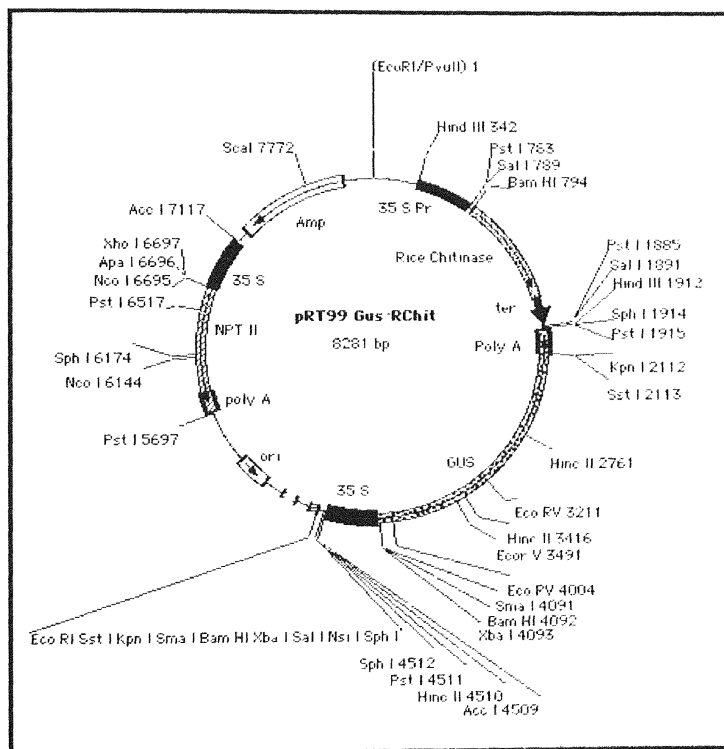 (EcoRI/PvuII) 1
Hind III 342
Pst I 783
Sal I 789
Bam HI 794
Sca I 7772
35 S Pr
Amp
Acc I 7117
Xho I 6697
Apa I 6696
Nco I 6695
35 S
Pst I 6517
NPT II
Rice Chitinase
Pst I 1885
Sal I 1891
Hind III 1912
Sph I 1914
Pst I 1915
ter
pRT99 Gus RChit
8281 bp
Poly A
Kpn I 2112
Sst I 2113
Sph I 6174
Nco I 6144
poly A
Pst I 5697
ori
35 S
GUS
Hinc II 2761
Eco RV 3211
Hinc II 3416
Ecor V 3491
Eco RV 4004
Sma I 4091
Bam HI 4092
Xba I 4093
Eco RI Sst I Kpn I Sma I Bam HI Xba I Sal I Nsi I Sph I
Sph I 4512
Pst I 4511
Hinc II 4510
Acc I 4509